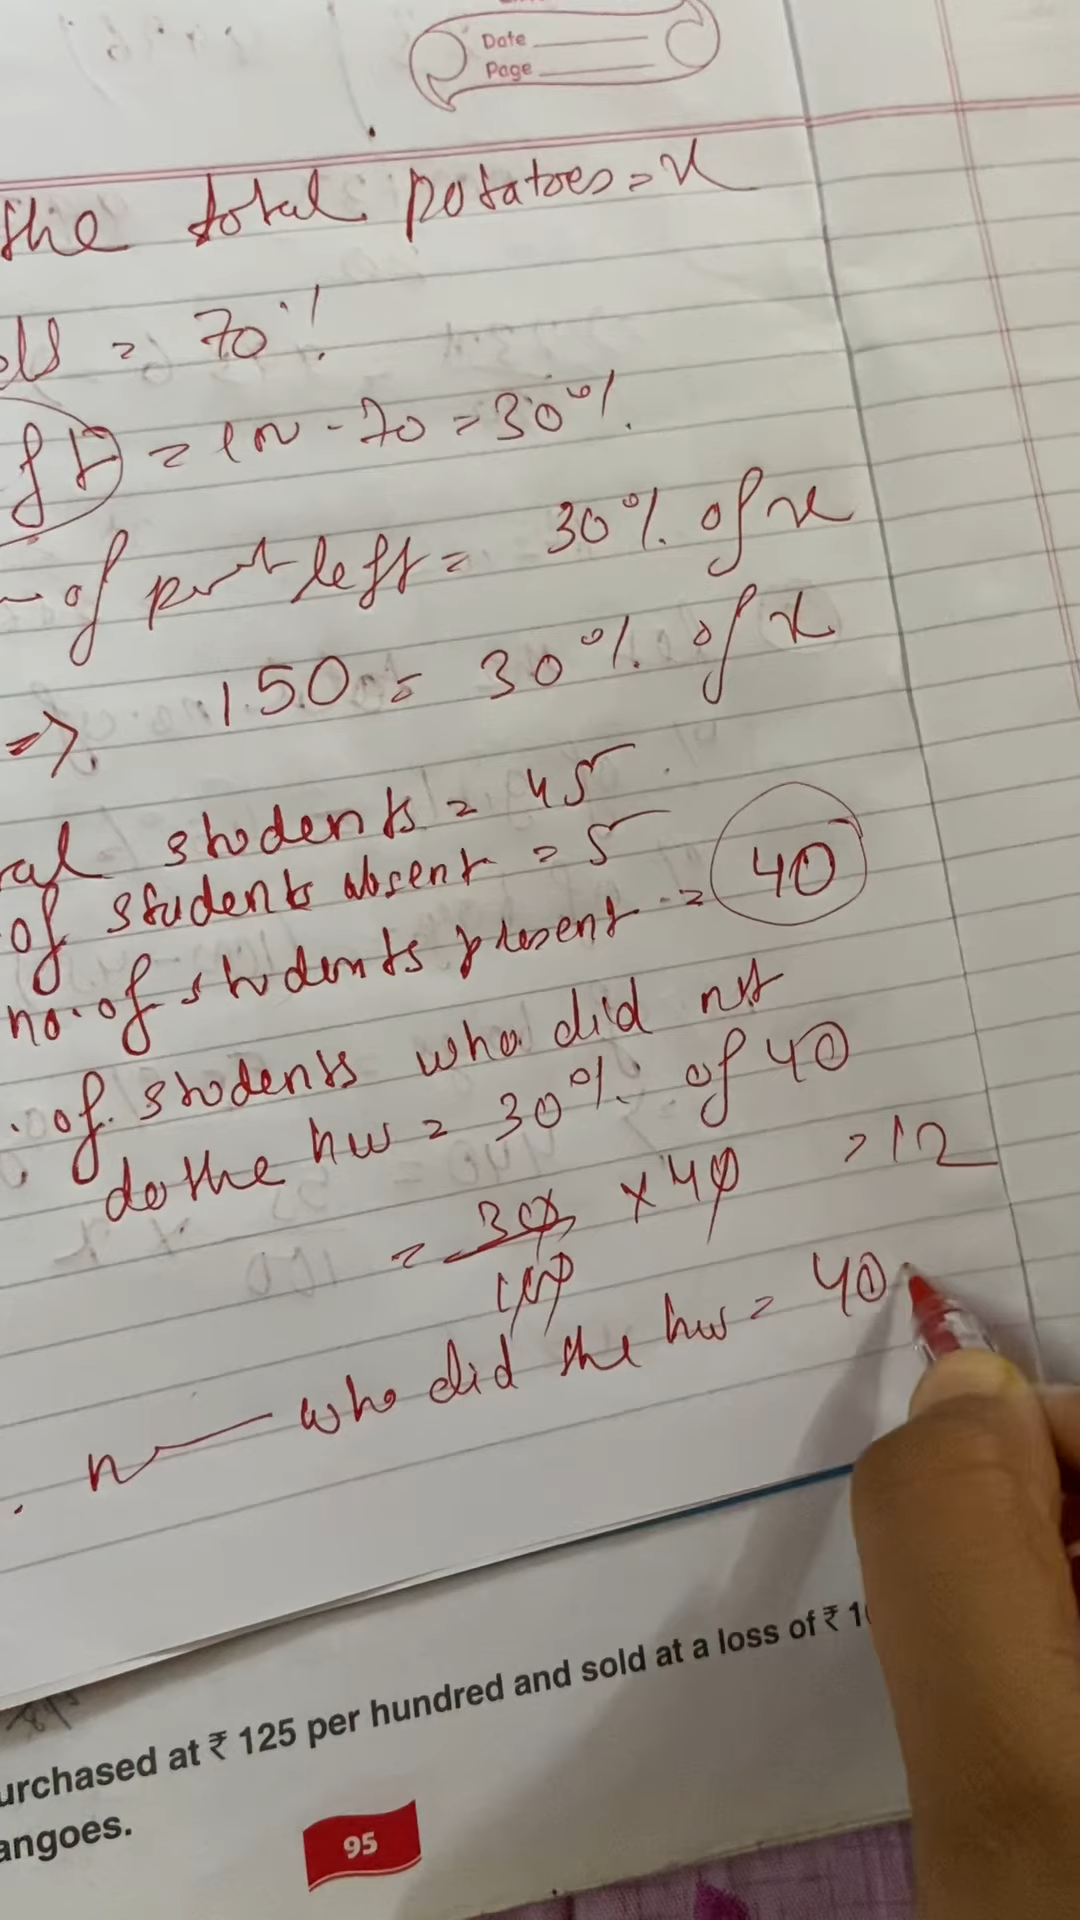 Date
Page
the total potatoes = x
= 70%
= 100 - 70 = 30%
of part left = 30% of x
=> 150 = 30% of x
students = 45
of students absent = 5
no. of students present = 40
of students who did not
do the hw = 30% of 40
= 30/100 × 40 = 12
n who did the hw = 40
urchased at ₹ 125 per hundred and sold at a loss of ₹ 1
angoes.
95